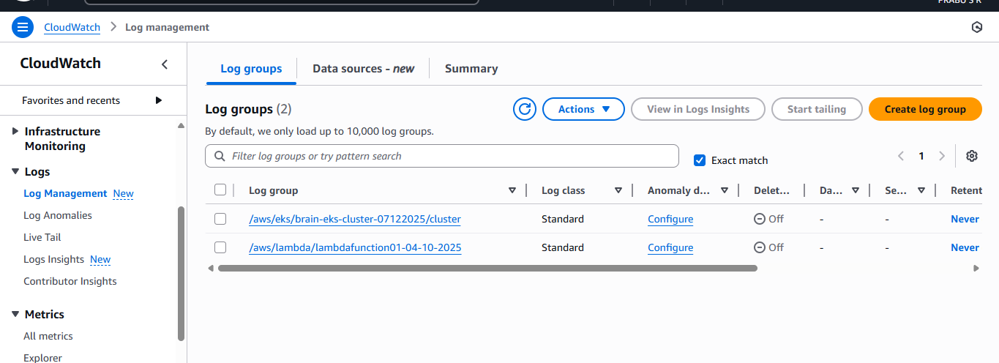 PRABU S R
CloudWatch > Log management
CloudWatch
Favorites and recents
Infrastructure
Monitoring
Logs
Log Management New
Log Anomalies
Live Tail
Logs Insights New
Contributor Insights
Metrics
All metrics
Explorer
Log groups
Data sources - new
Summary
Log groups (2)
Actions
View in Logs Insights
Start tailing
Create log group
By default, we only load up to 10,000 log groups.
Filter log groups or try pattern search
Exact match
1
Log group Log class Anomaly d... Delet... Da... Se... Retent
/aws/eks/brain-eks-cluster-07122025/cluster Standard Configure Off - - Never
/aws/lambda/lambdafunction01-04-10-2025 Standard Configure Off - - Never